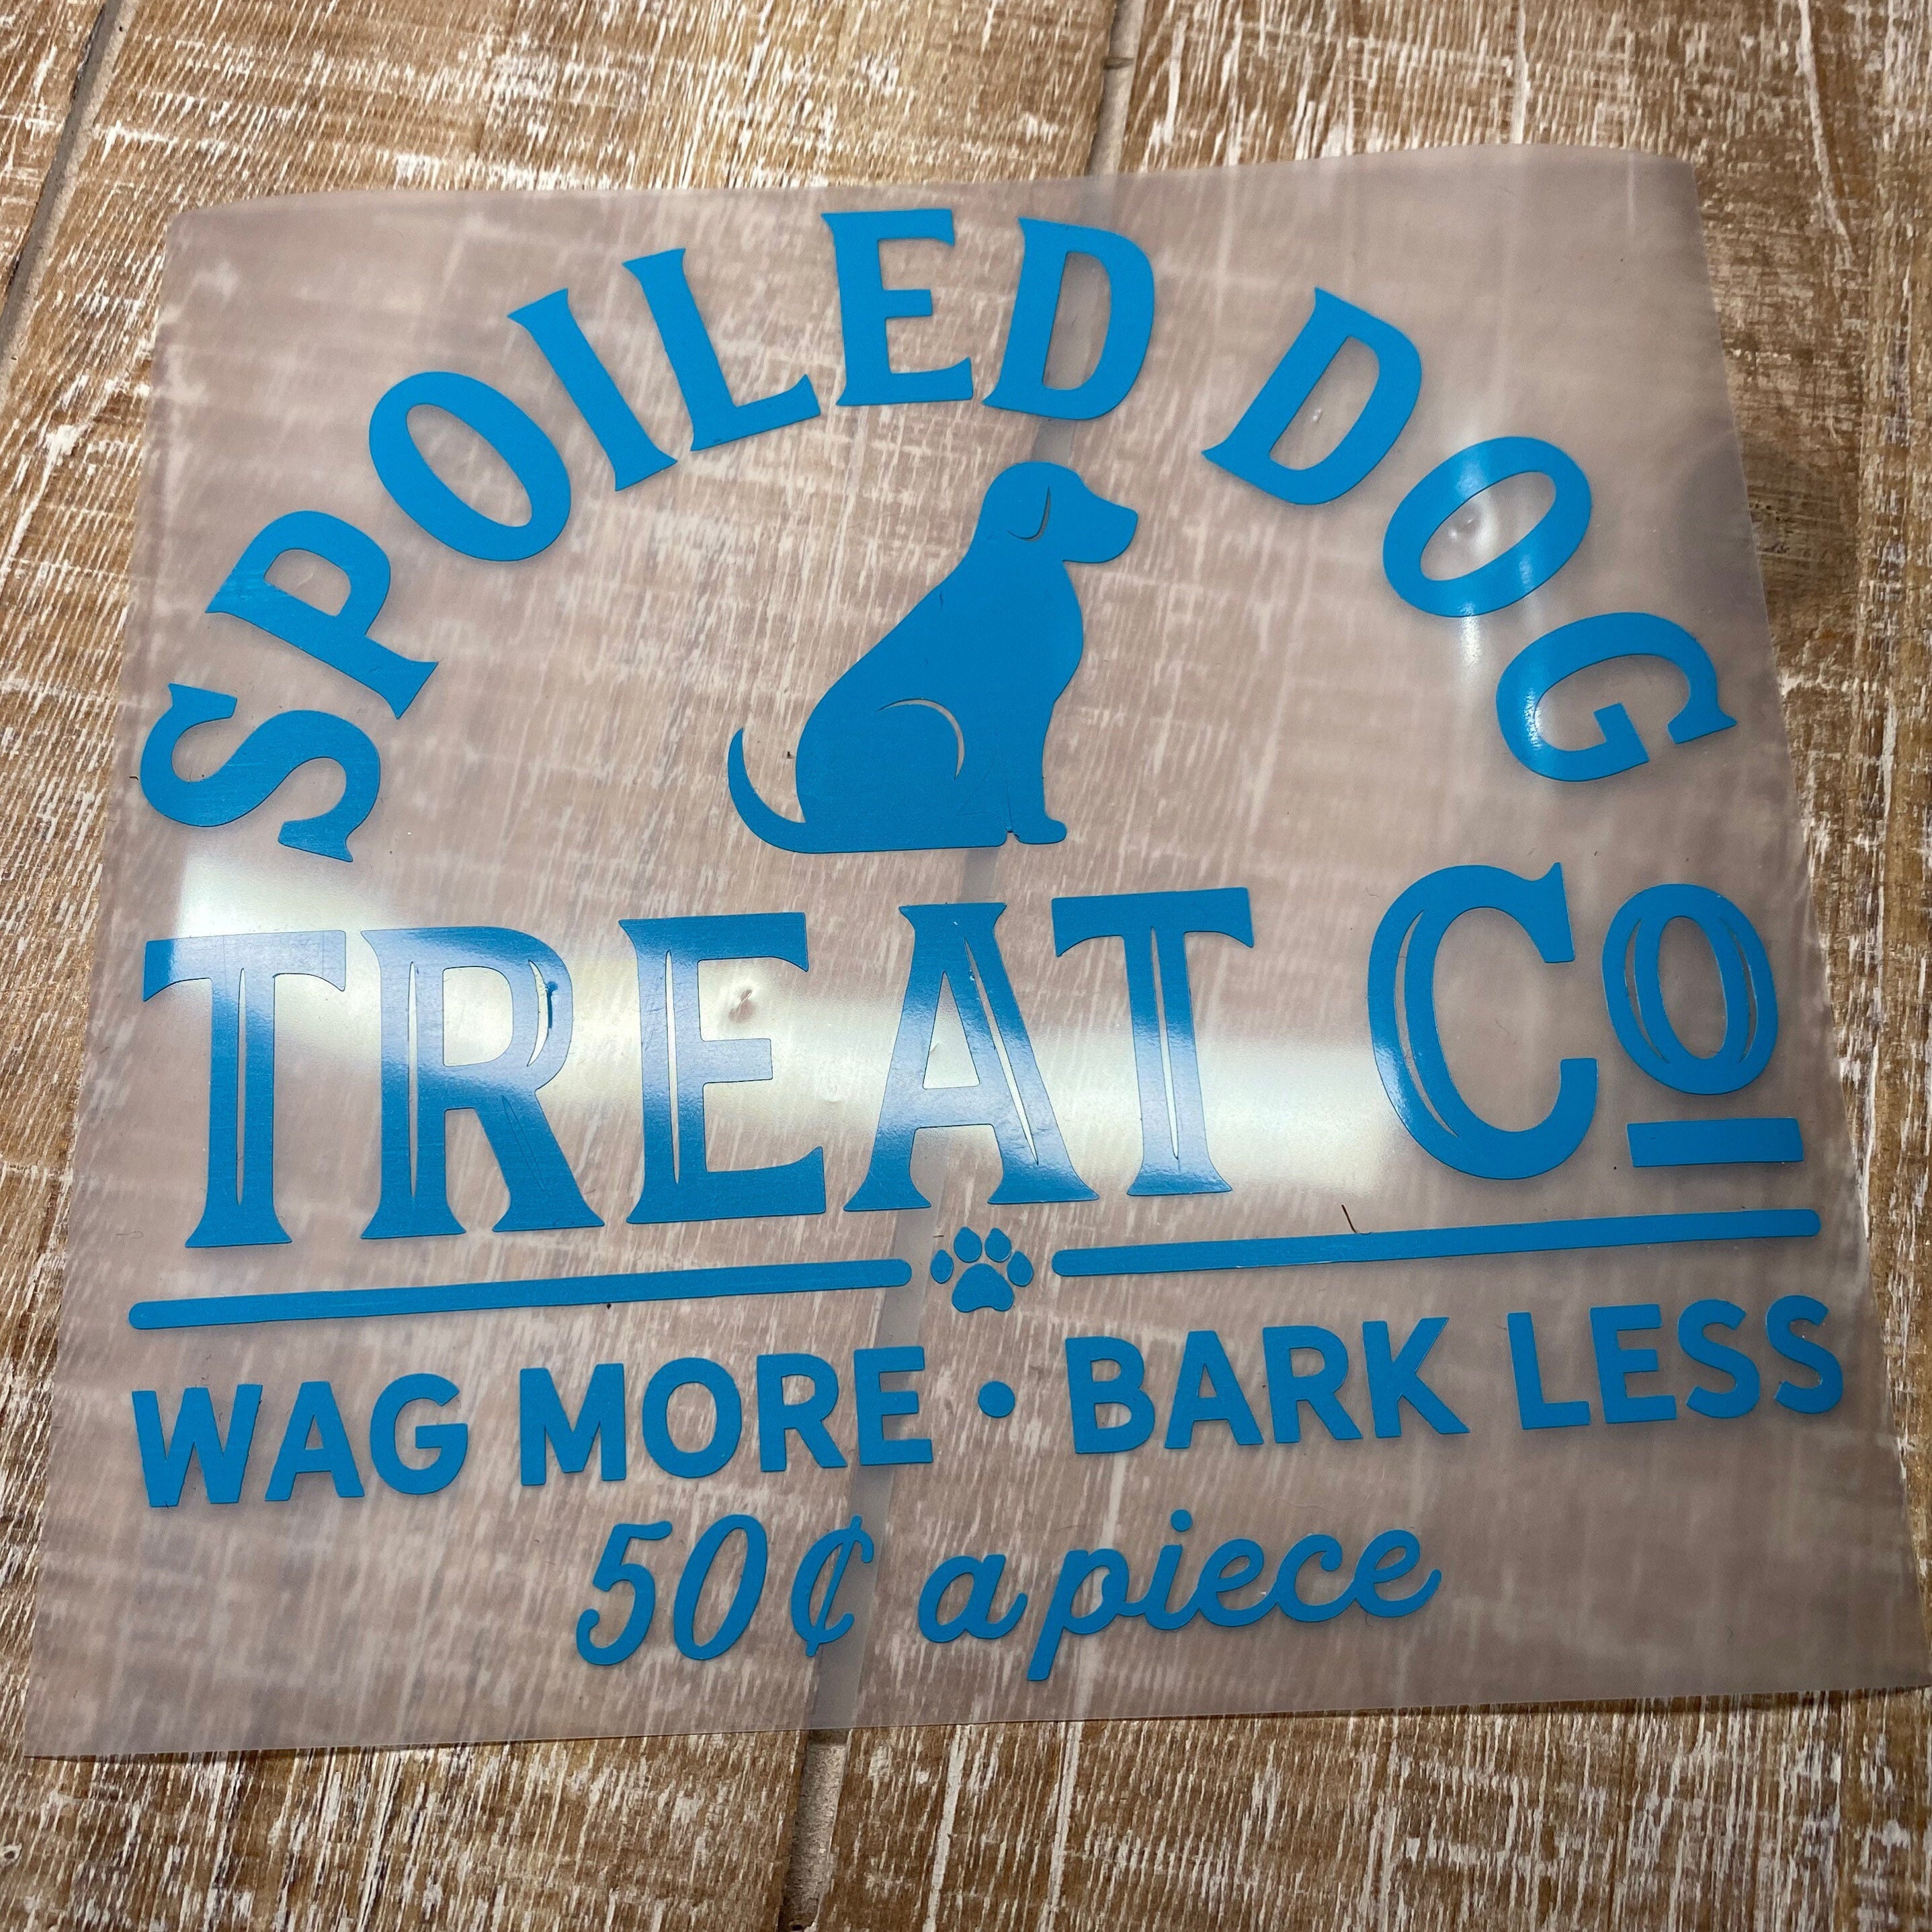 SPOILED DOG
TREAT Co
WAG MORE • BARK LESS
50¢ a piece